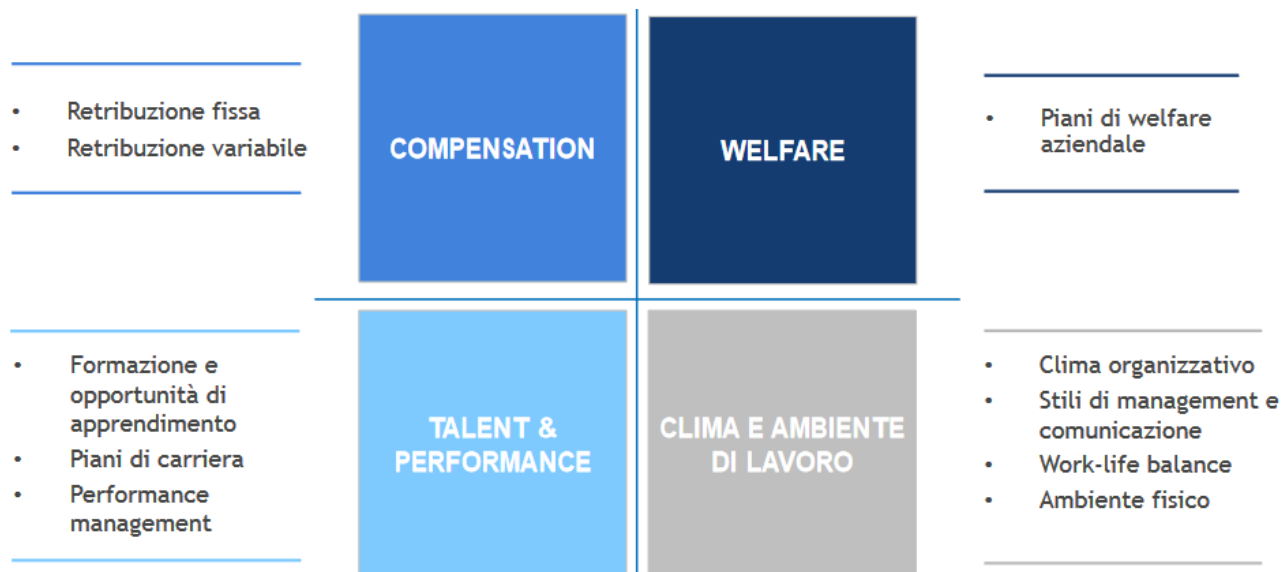 • Retribuzione fissa
• Retribuzione variabile
COMPENSATION
WELFARE
• Piani di welfare
aziendale
• Formazione e
opportunità di
apprendimento
• Piani di carriera
• Performance
management
TALENT &
PERFORMANCE
CLIMA E AMBIENTE
DI LAVORO
• Clima organizzativo
• Stili di management e
comunicazione
• Work-life balance
• Ambiente fisico